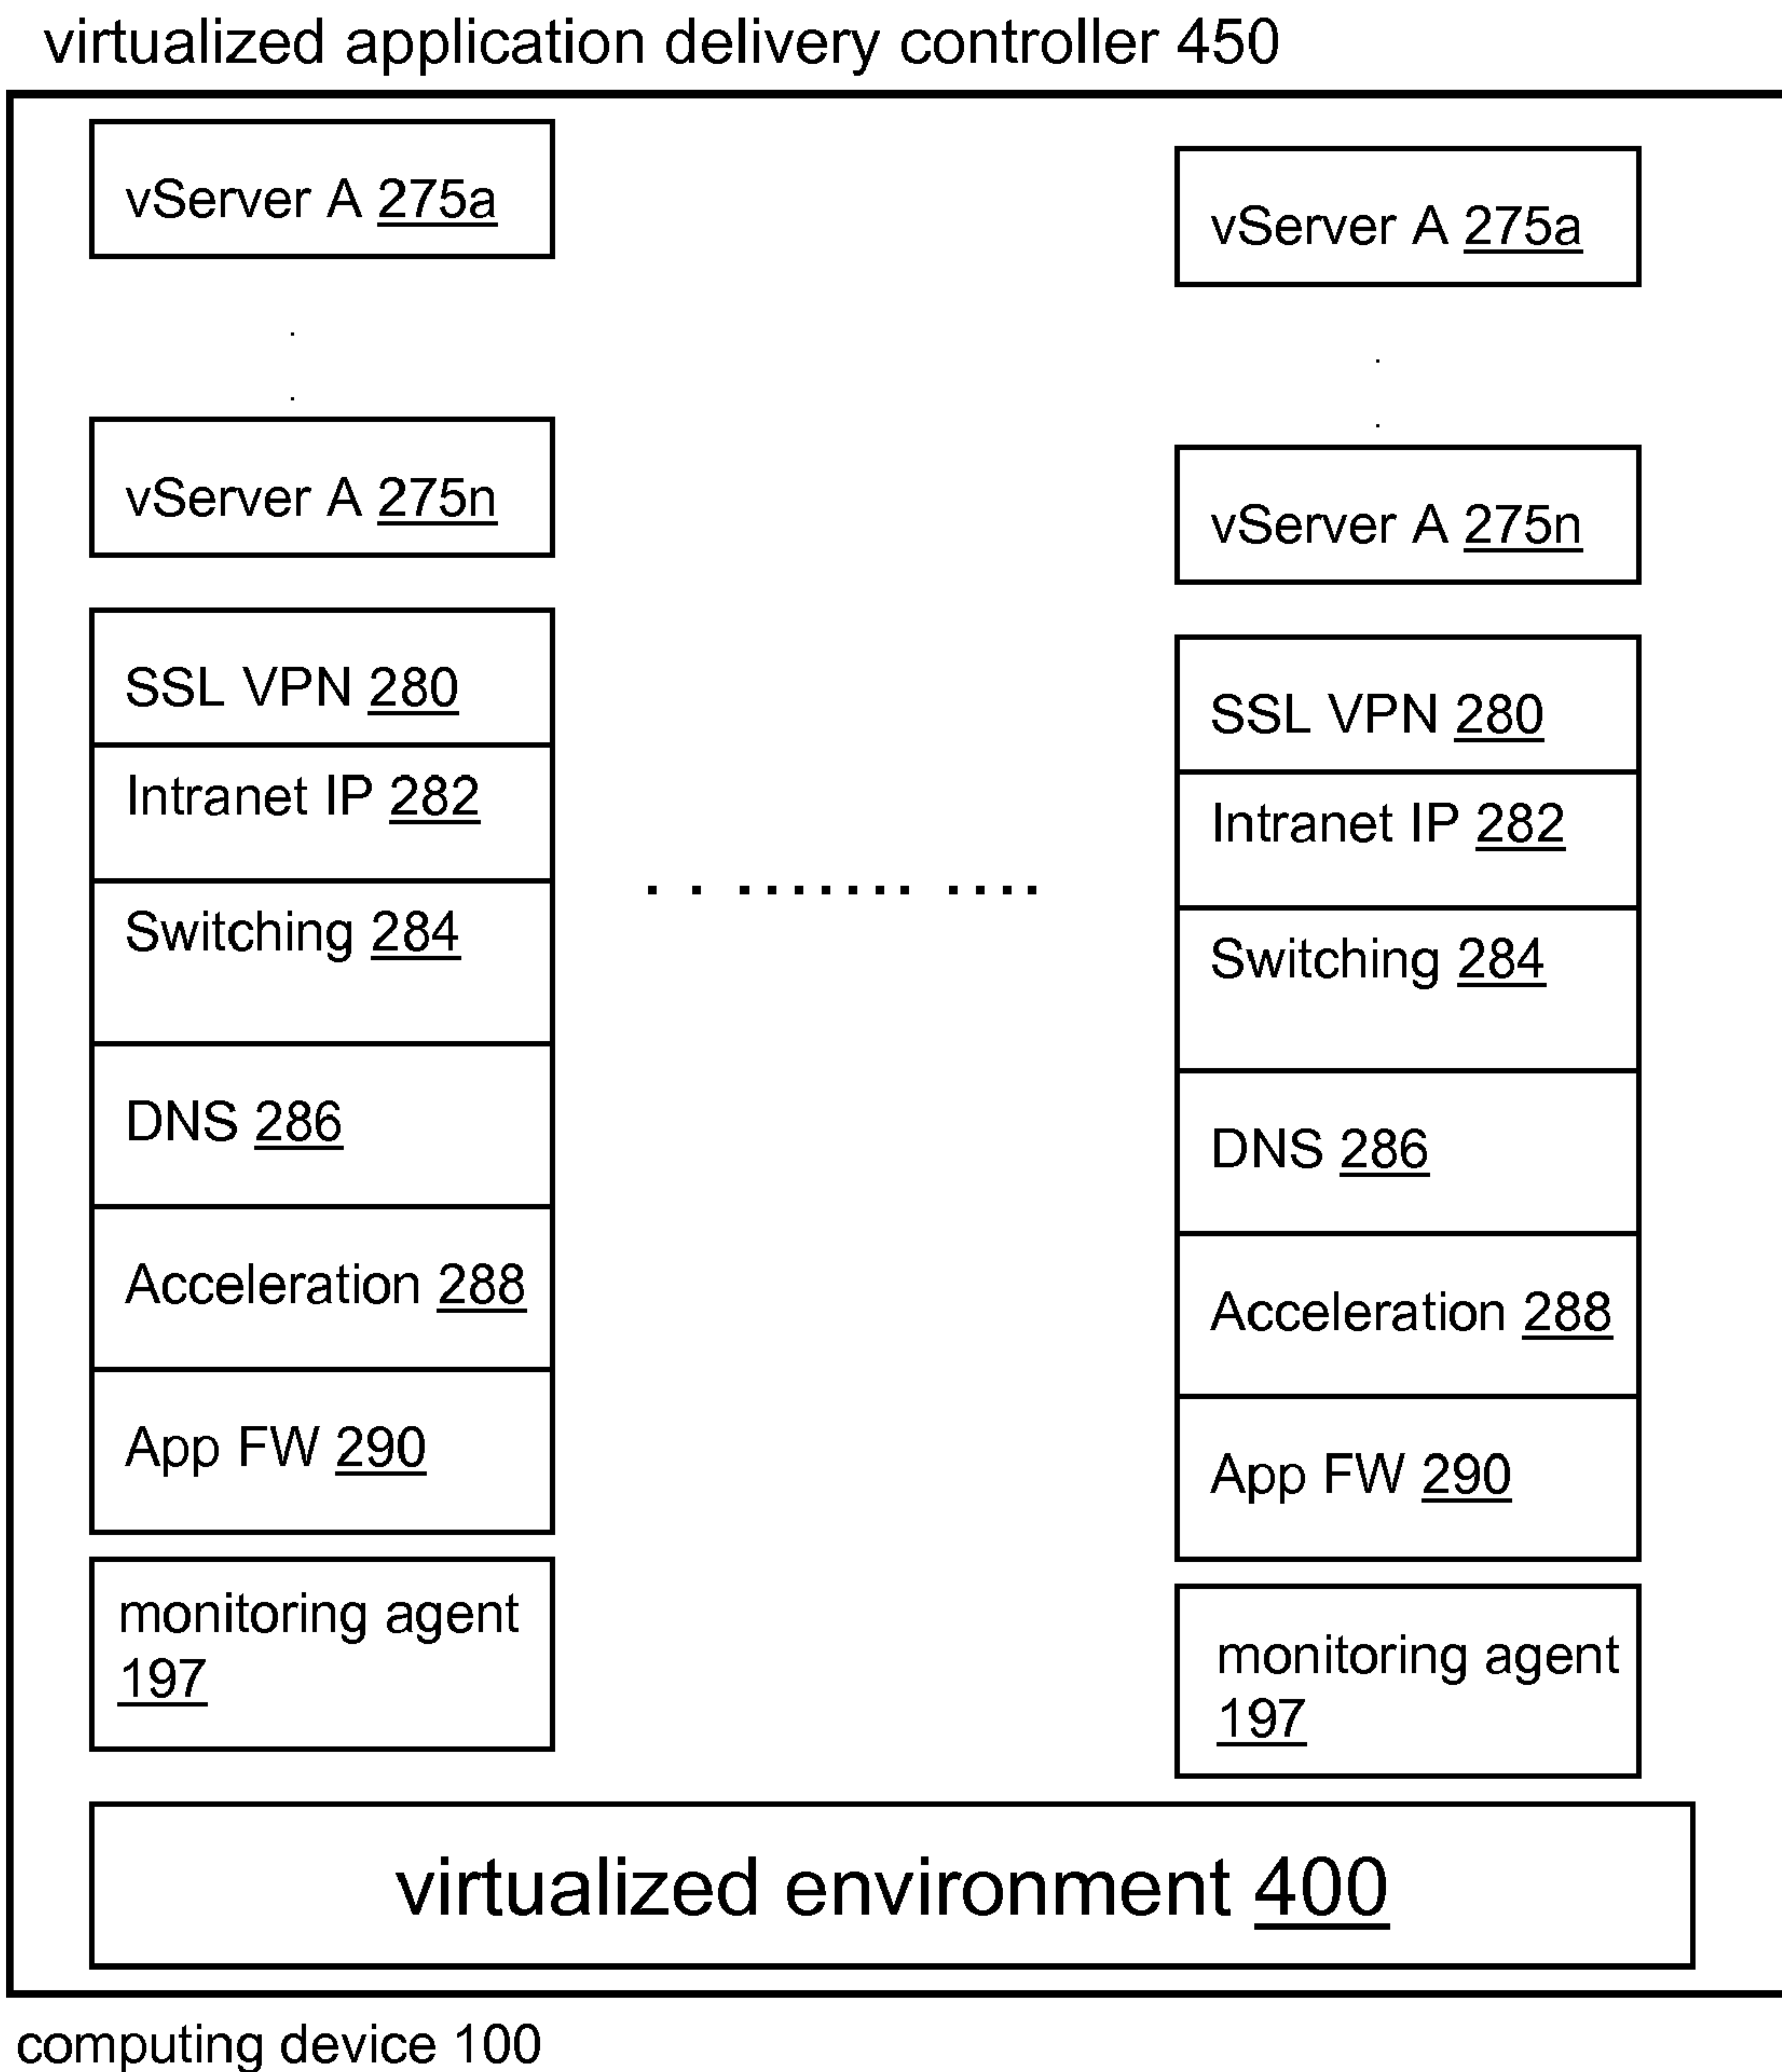 virtualized application delivery controller 450
vServer A 275a
vServer A 275n
SSL VPN 280
Intranet IP 282
Switching 284
DNS 286
Acceleration 288
App FW 290
monitoring agent
197
vServer A 275a
vServer A 275n
SSL VPN 280
Intranet IP 282
Switching 284
DNS 286
Acceleration 288
App FW 290
monitoring agent
197
virtualized environment 400
computing device 100